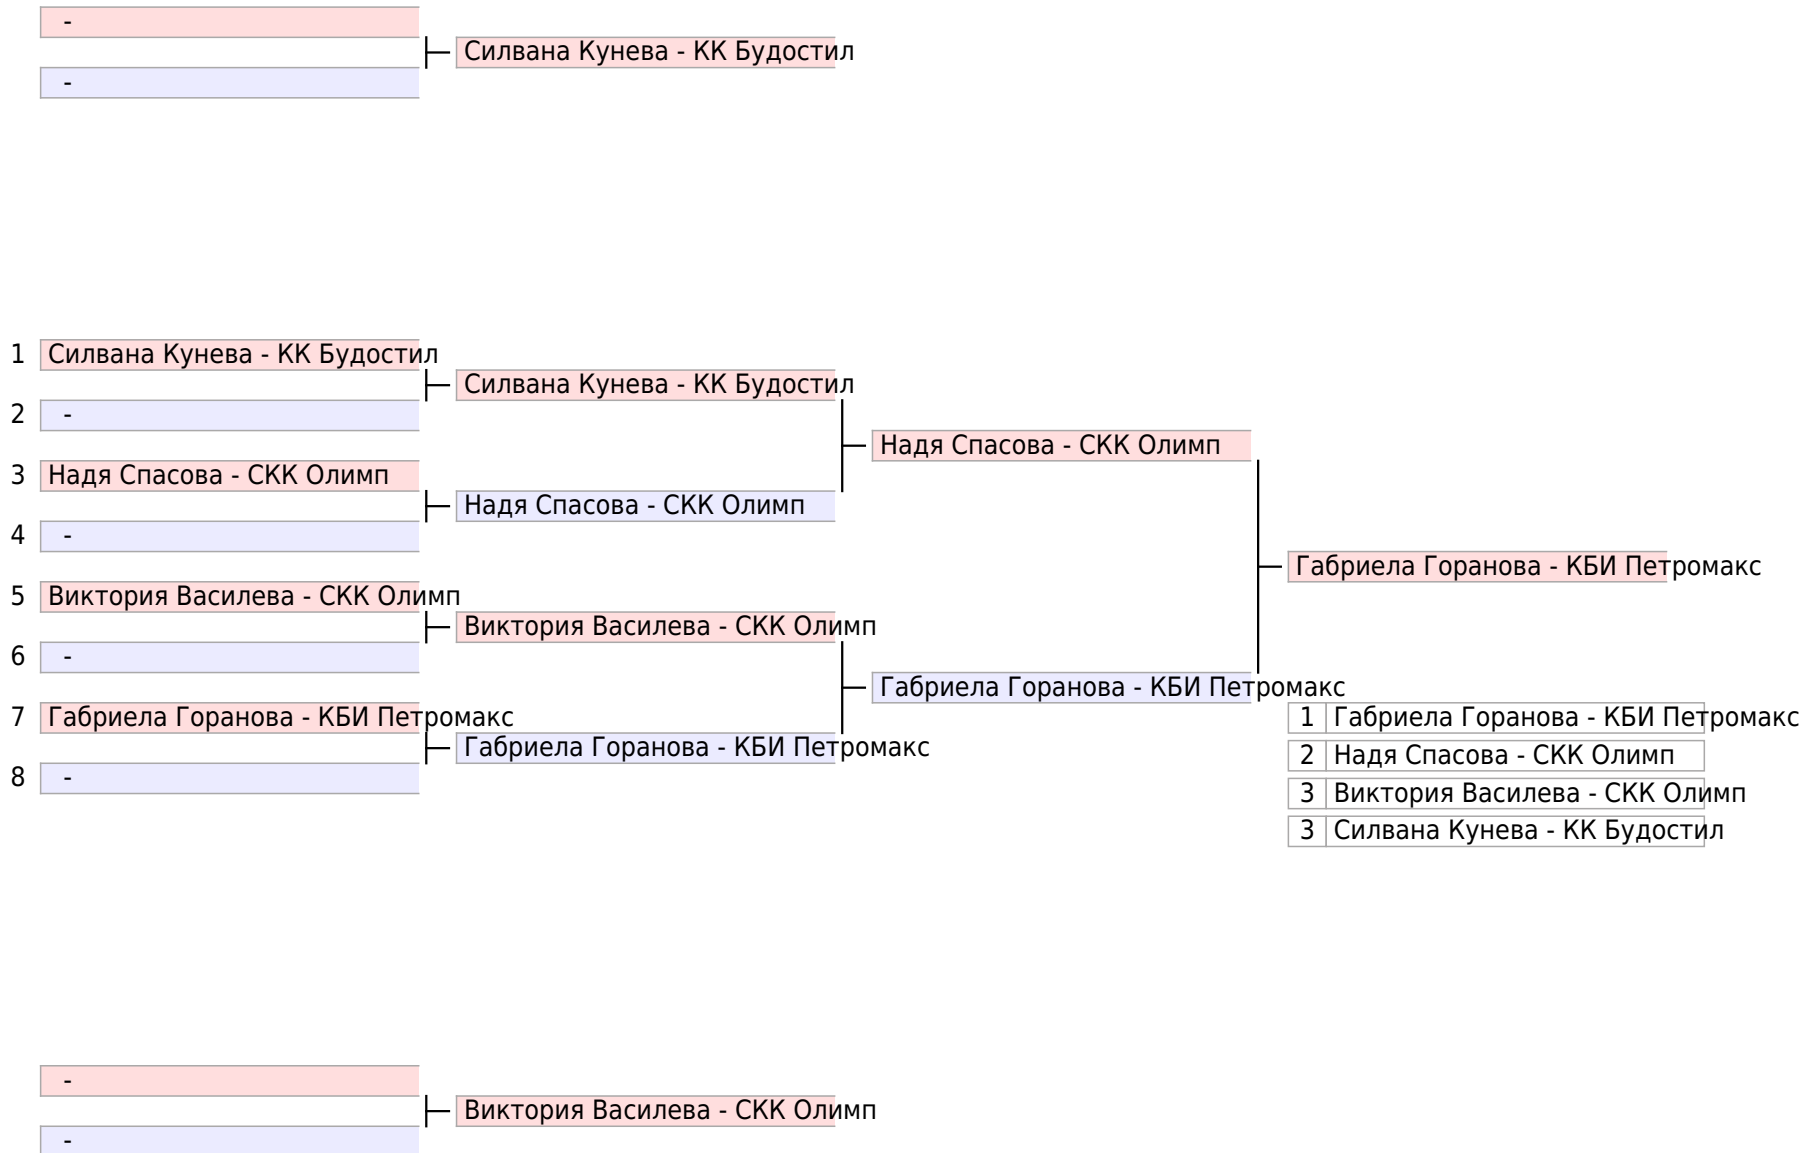 -
Силвана Кунева - КК Будостил
-
1 Силвана Кунева - КК Будостил
Силвана Кунева - КК Будостил
2 -
Надя Спасова - СКК Олимп
3 Надя Спасова - СКК Олимп
Надя Спасова - СКК Олимп
4 -
Габриела Горанова - КБИ Петромакс
5 Виктория Василева - СКК Олимп
Виктория Василева - СКК Олимп
6 -
Габриела Горанова - КБИ Петромакс
7 Габриела Горанова - КБИ Петромакс
Габриела Горанова - КБИ Петромакс
8 -
1 Габриела Горанова - КБИ Петромакс
2 Надя Спасова - СКК Олимп
3 Виктория Василева - СКК Олимп
3 Силвана Кунева - КК Будостил
-
Виктория Василева - СКК Олимп
-